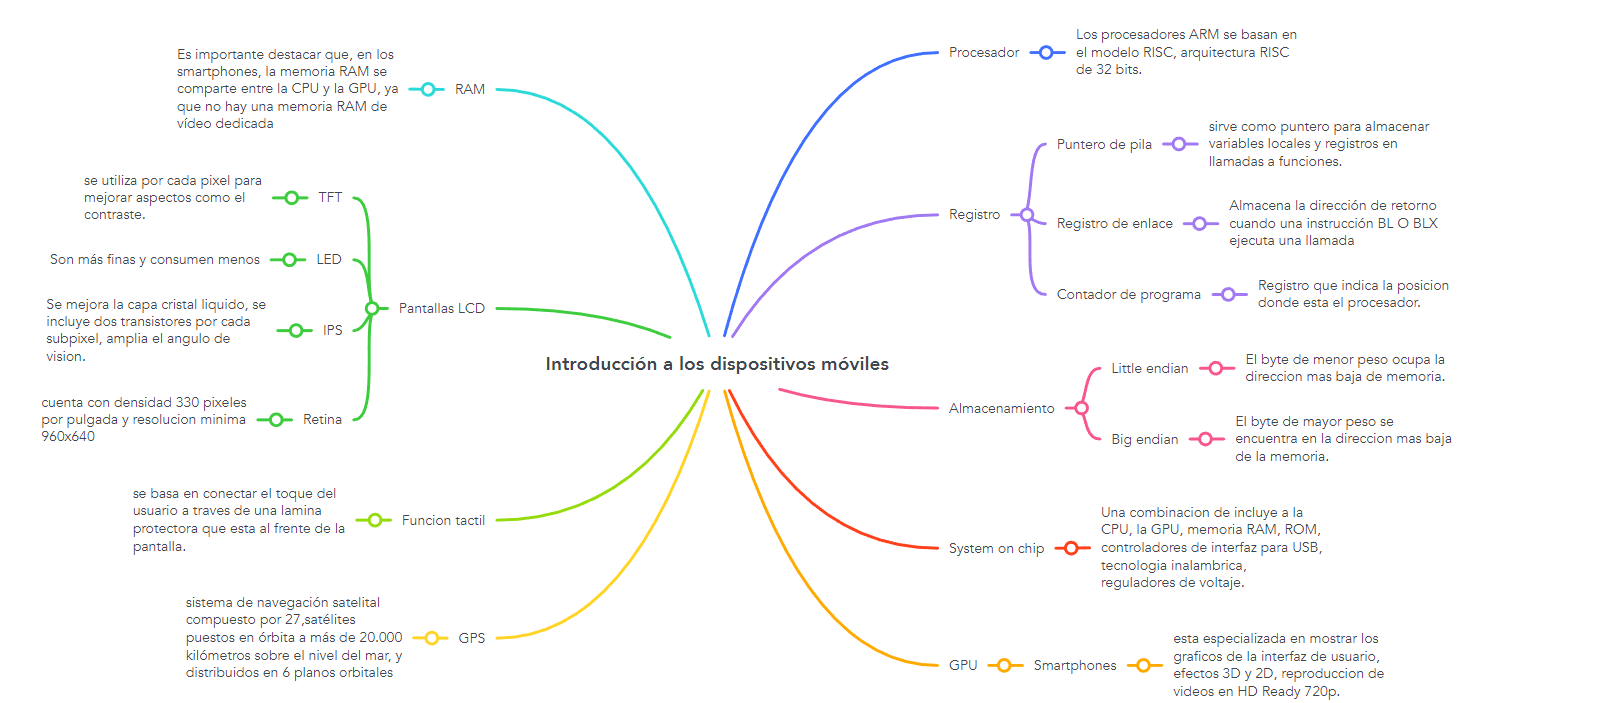 Introducción a los dispositivos móviles
Procesador
Los procesadores ARM se basan en
el modelo RISC, arquitectura RISC
de 32 bits.
Registro
Puntero de pila
sirve como puntero para almacenar
variables locales y registros en
llamadas a funciones.
Registro de enlace
Almacena la dirección de retorno
cuando una instrucción BL O BLX
ejecuta una llamada
Contador de programa
Registro que indica la posicion
donde esta el procesador.
Almacenamiento
Little endian
El byte de menor peso ocupa la
direccion mas baja de memoria.
Big endian
El byte de mayor peso se
encuentra en la direccion mas baja
de la memoria.
System on chip
Una combinacion de incluye a la
CPU, la GPU, memoria RAM, ROM,
controladores de interfaz para USB,
tecnologia inalambrica,
reguladores de voltaje.
GPU
Smartphones
esta especializada en mostrar los
graficos de la interfaz de usuario,
efectos 3D y 2D, reproduccion de
videos en HD Ready 720p.
RAM
Es importante destacar que, en los
smartphones, la memoria RAM se
comparte entre la CPU y la GPU, ya
que no hay una memoria RAM de
vídeo dedicada
Pantallas LCD
TFT
se utiliza por cada pixel para
mejorar aspectos como el
contraste.
LED
Son más finas y consumen menos
IPS
Se mejora la capa cristal liquido, se
incluye dos transistores por cada
subpixel, amplia el angulo de
vision.
Retina
cuenta con densidad 330 pixeles
por pulgada y resolucion minima
960x640
Funcion tactil
se basa en conectar el toque del
usuario a traves de una lamina
protectora que esta al frente de la
pantalla.
GPS
sistema de navegación satelital
compuesto por 27,satélites
puestos en órbita a más de 20.000
kilómetros sobre el nivel del mar, y
distribuidos en 6 planos orbitales